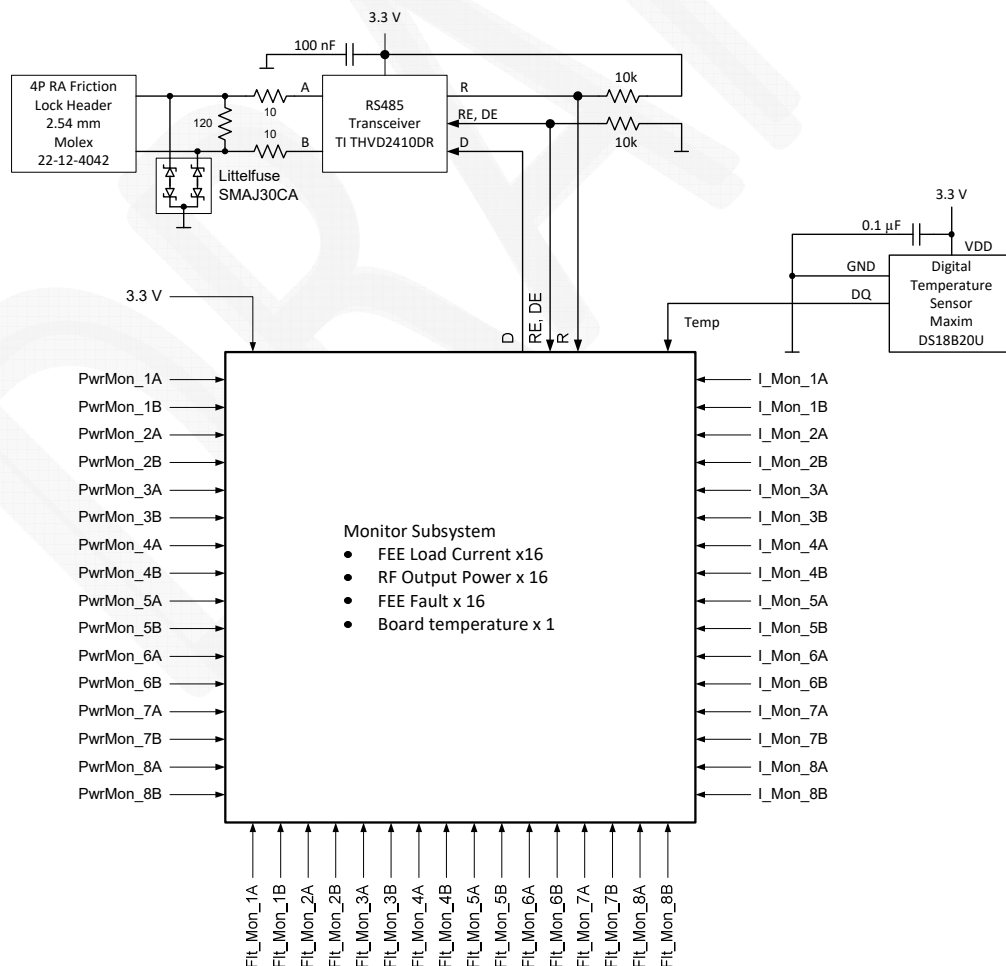 3.3 V
100 nF
4P RA Friction
Lock Header
2.54 mm
Molex
22-12-4042
10
120
10
A
B
RS485
Transceiver
TI THVD2410DR
R
RE, DE
D
10k
10k
Littelfuse
SMAJ30CA
3.3 V
0.1 μF
VDD
GND
DQ
Digital
Temperature
Sensor
Maxim
DS18B20U
Temp
3.3 V
D
RE, DE
R
PwrMon_1A
PwrMon_1B
PwrMon_2A
PwrMon_2B
PwrMon_3A
PwrMon_3B
PwrMon_4A
PwrMon_4B
PwrMon_5A
PwrMon_5B
PwrMon_6A
PwrMon_6B
PwrMon_7A
PwrMon_7B
PwrMon_8A
PwrMon_8B
Monitor Subsystem
• FEE Load Current x16
• RF Output Power x 16
• FEE Fault x 16
• Board temperature x 1
I_Mon_1A
I_Mon_1B
I_Mon_2A
I_Mon_2B
I_Mon_3A
I_Mon_3B
I_Mon_4A
I_Mon_4B
I_Mon_5A
I_Mon_5B
I_Mon_6A
I_Mon_6B
I_Mon_7A
I_Mon_7B
I_Mon_8A
I_Mon_8B
Flt_Mon_1A
Flt_Mon_1B
Flt_Mon_2A
Flt_Mon_2B
Flt_Mon_3A
Flt_Mon_3B
Flt_Mon_4A
Flt_Mon_4B
Flt_Mon_5A
Flt_Mon_5B
Flt_Mon_6A
Flt_Mon_6B
Flt_Mon_7A
Flt_Mon_7B
Flt_Mon_8A
Flt_Mon_8B